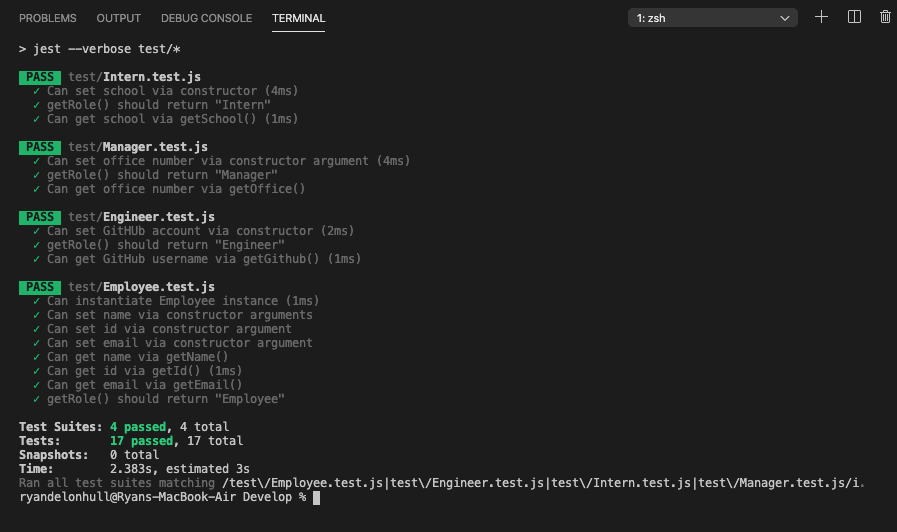 PROBLEMS OUTPUT DEBUG CONSOLE TERMINAL 1: zsh
> jest --verbose test/*
PASS test/Intern.test.js
✓ Can set school via constructor (4ms)
✓ getRole() should return "Intern"
✓ Can get school via getSchool() (1ms)
PASS test/Manager.test.js
✓ Can set office number via constructor argument (4ms)
✓ getRole() should return "Manager"
✓ Can get office number via getOffice()
PASS test/Engineer.test.js
✓ Can set GitHUb account via constructor (2ms)
✓ getRole() should return "Engineer"
✓ Can get GitHub username via getGithub() (1ms)
PASS test/Employee.test.js
✓ Can instantiate Employee instance (1ms)
✓ Can set name via constructor arguments
✓ Can set id via constructor argument
✓ Can set email via constructor argument
✓ Can get name via getName()
✓ Can get id via getId() (1ms)
✓ Can get email via getEmail()
✓ getRole() should return "Employee"
Test Suites: 4 passed, 4 total
Tests: 17 passed, 17 total
Snapshots: 0 total
Time: 2.383s, estimated 3s
Ran all test suites matching /test\/Employee.test.js|test\/Engineer.test.js|test\/Intern.test.js|test\/Manager.test.js/i.
ryandelonhull@Ryans-MacBook-Air Develop %